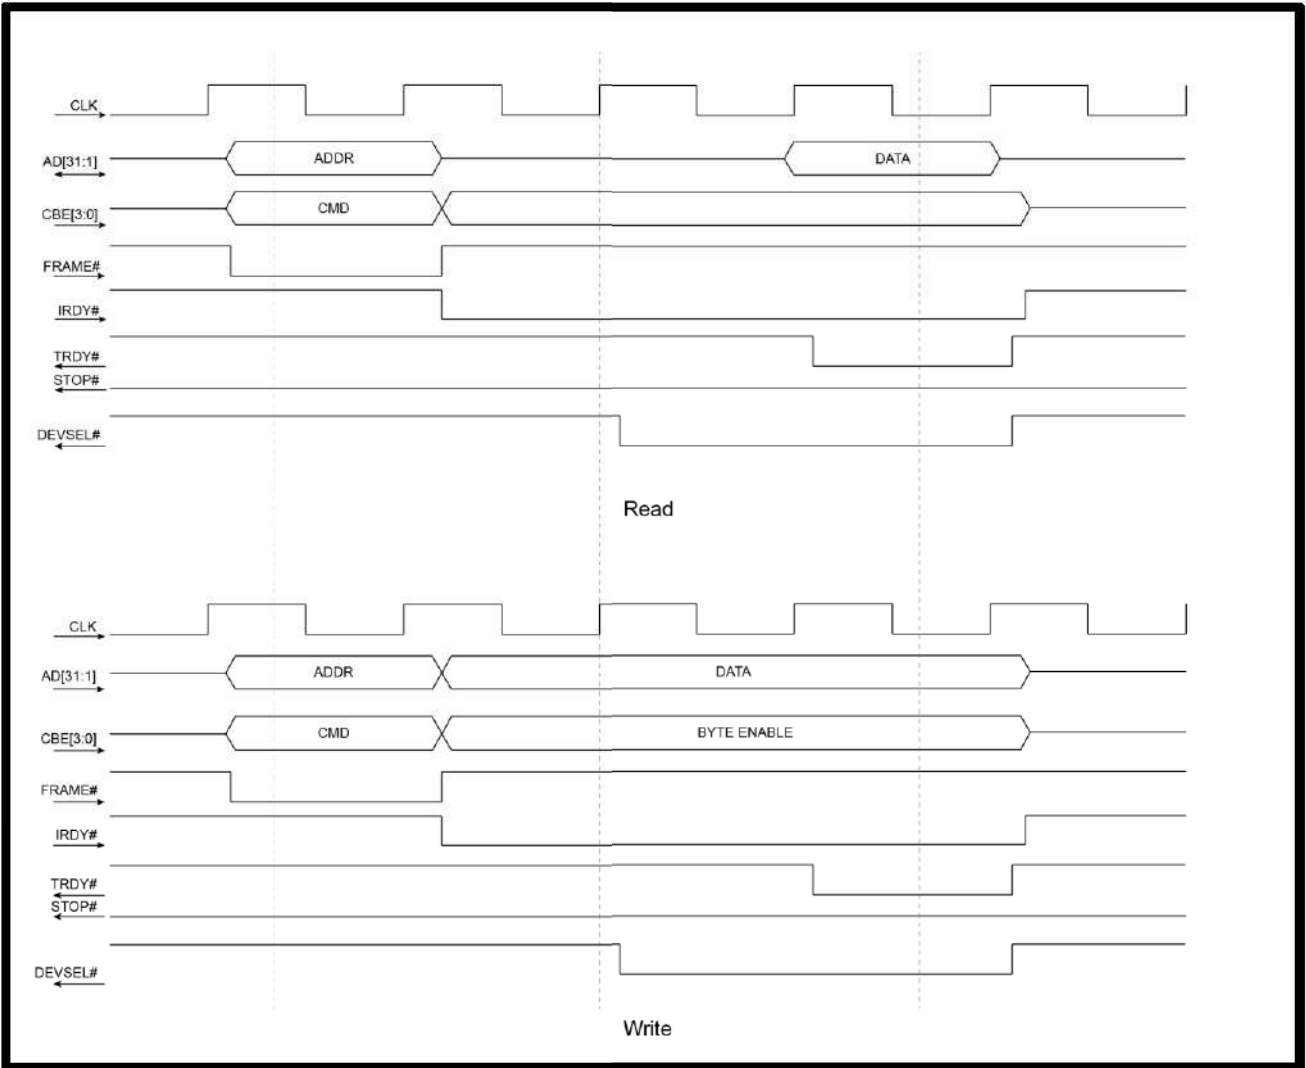 CLK
AD[31:1] ADDR DATA
CBE[3:0] CMD
FRAME#
IRDY#
TRDY#
STOP#
DEVSEL#
Read
CLK
AD[31:1] ADDR DATA
CBE[3:0] CMD BYTE ENABLE
FRAME#
IRDY#
TRDY#
STOP#
DEVSEL#
Write